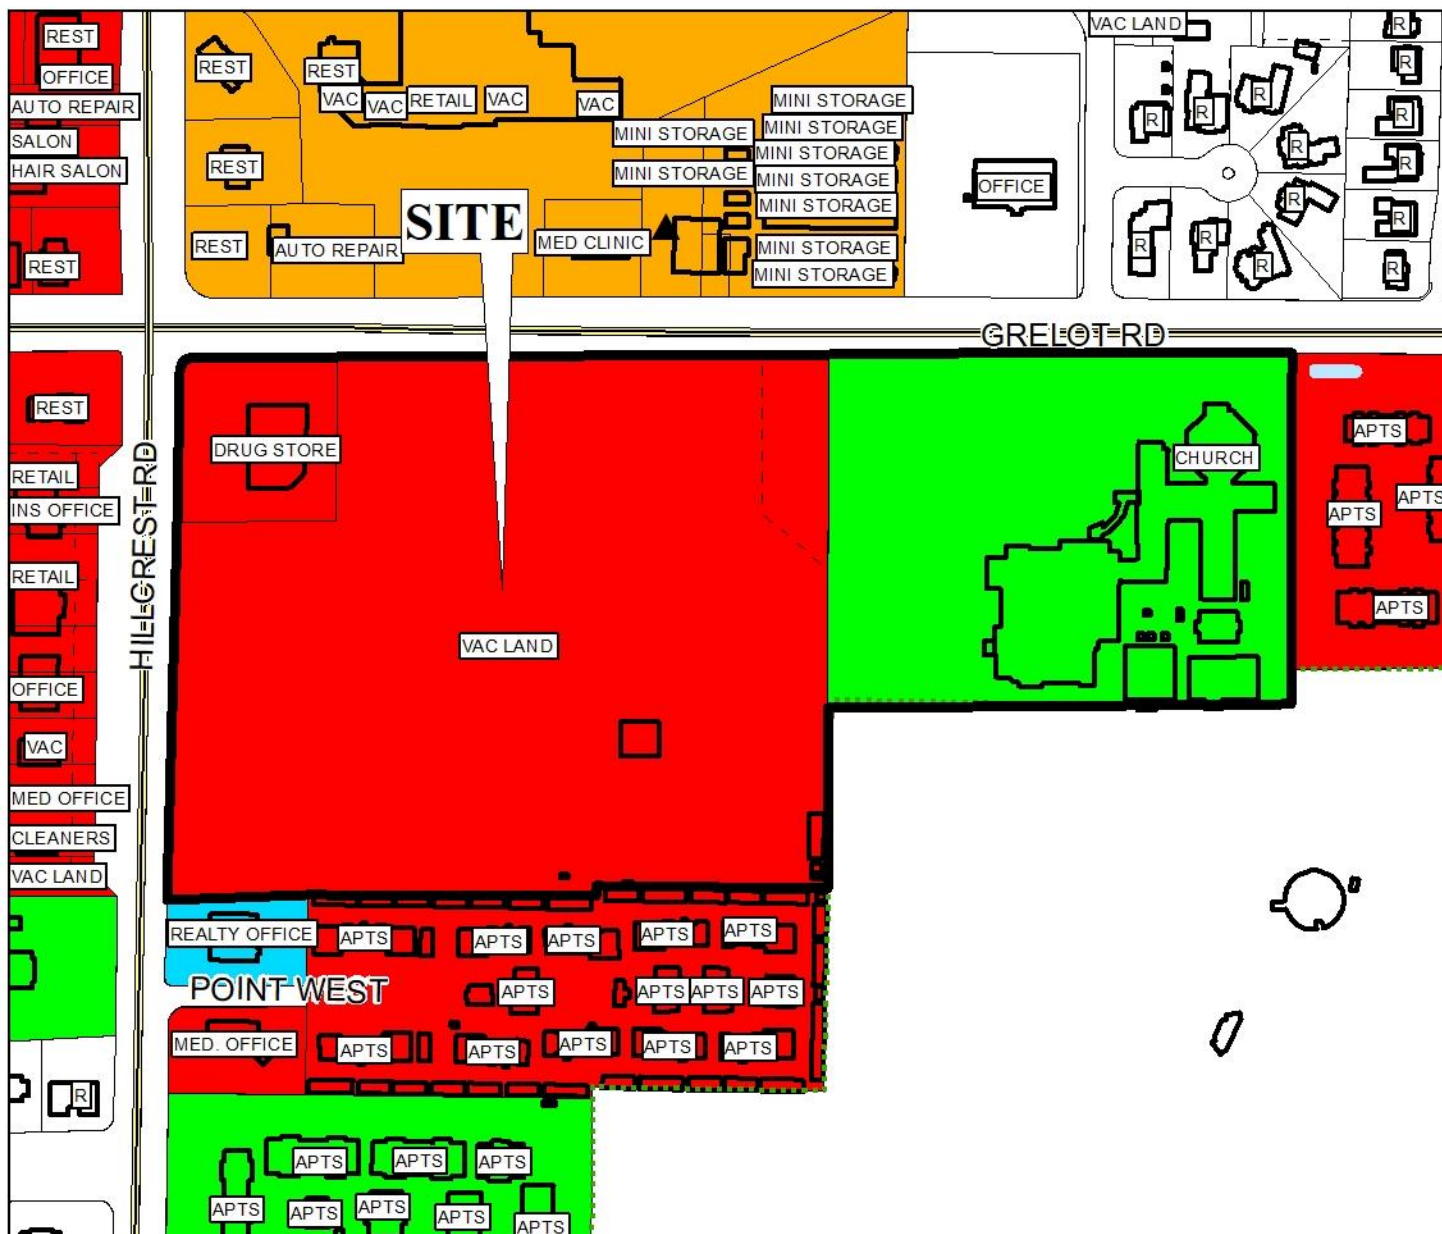 REST
OFFICE
AUTO REPAIR
SALON
HAIR SALON
REST
REST
REST
VAC
VAC
RETAIL
VAC
VAC
REST
REST
AUTO REPAIR
SITE
MED CLINIC
MINI STORAGE
MINI STORAGE
MINI STORAGE
MINI STORAGE
MINI STORAGE
MINI STORAGE
MINI STORAGE
MINI STORAGE
MINI STORAGE
OFFICE
VAC LAND
R
R
R
R
R
R
R
R
R
R
R
R
R
R
GRELOT RD
HILLCREST RD
REST
RETAIL
INS OFFICE
RETAIL
OFFICE
VAC
MED OFFICE
CLEANERS
VAC LAND
DRUG STORE
VAC LAND
CHURCH
APTS
APTS
APTS
APTS
REALTY OFFICE
APTS
APTS
APTS
APTS
APTS
POINT WEST
APTS
APTS
APTS
APTS
MED. OFFICE
APTS
APTS
APTS
APTS
APTS
R
APTS
APTS
APTS
APTS
APTS
APTS
APTS
APTS